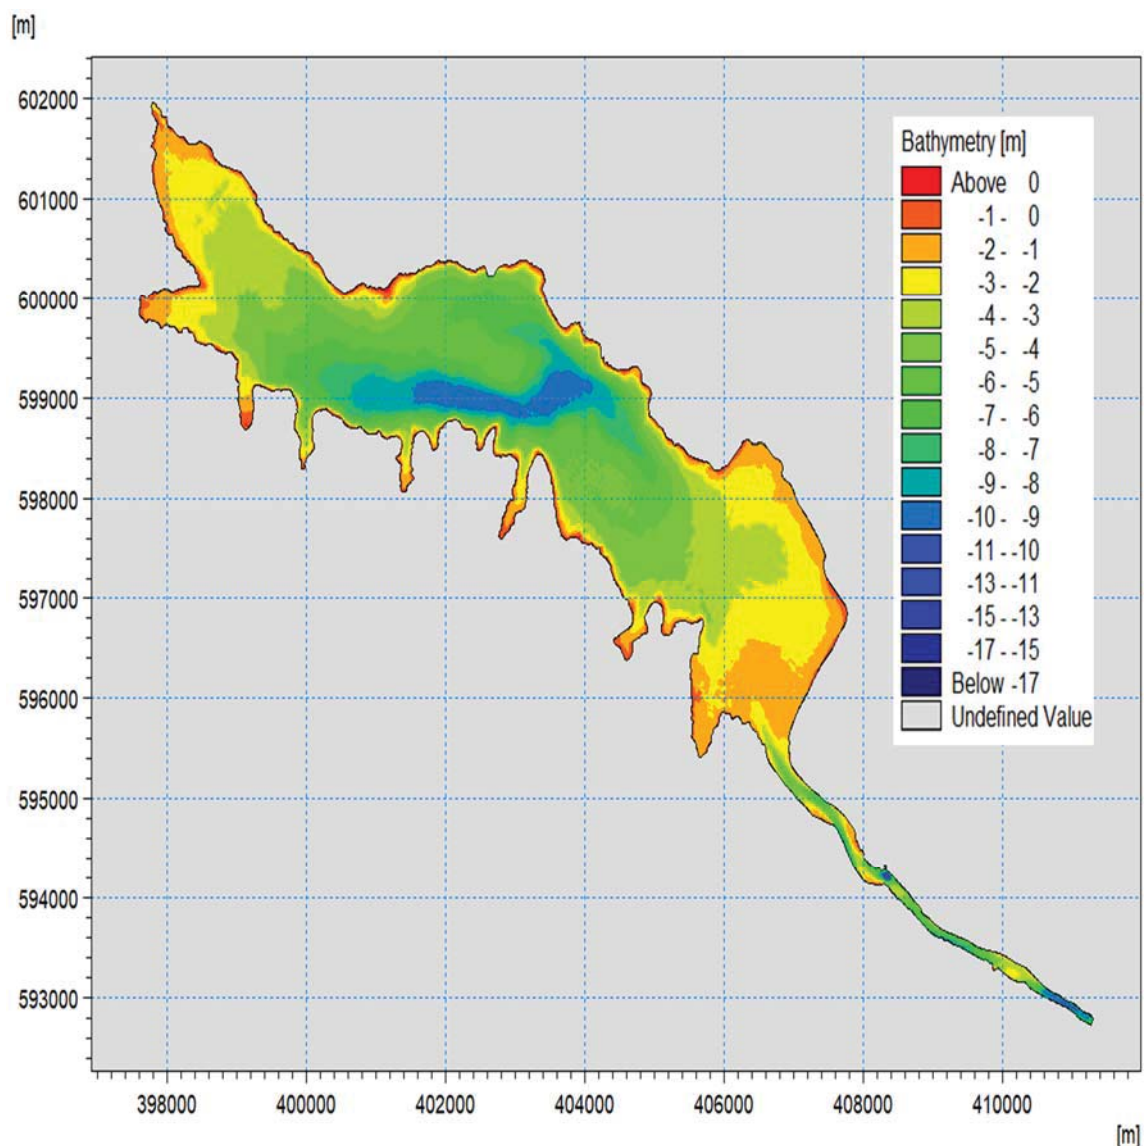 [m]
602000
601000
600000
599000
598000
597000
596000
595000
594000
593000
Bathymetry [m]
Above 0
-1 - 0
-2 - -1
-3 - -2
-4 - -3
-5 - -4
-6 - -5
-7 - -6
-8 - -7
-9 - -8
-10 - -9
-11 - -10
-13 - -11
-15 - -13
-17 - -15
Below -17
Undefined Value
398000 400000 402000 404000 406000 408000 410000
[m]